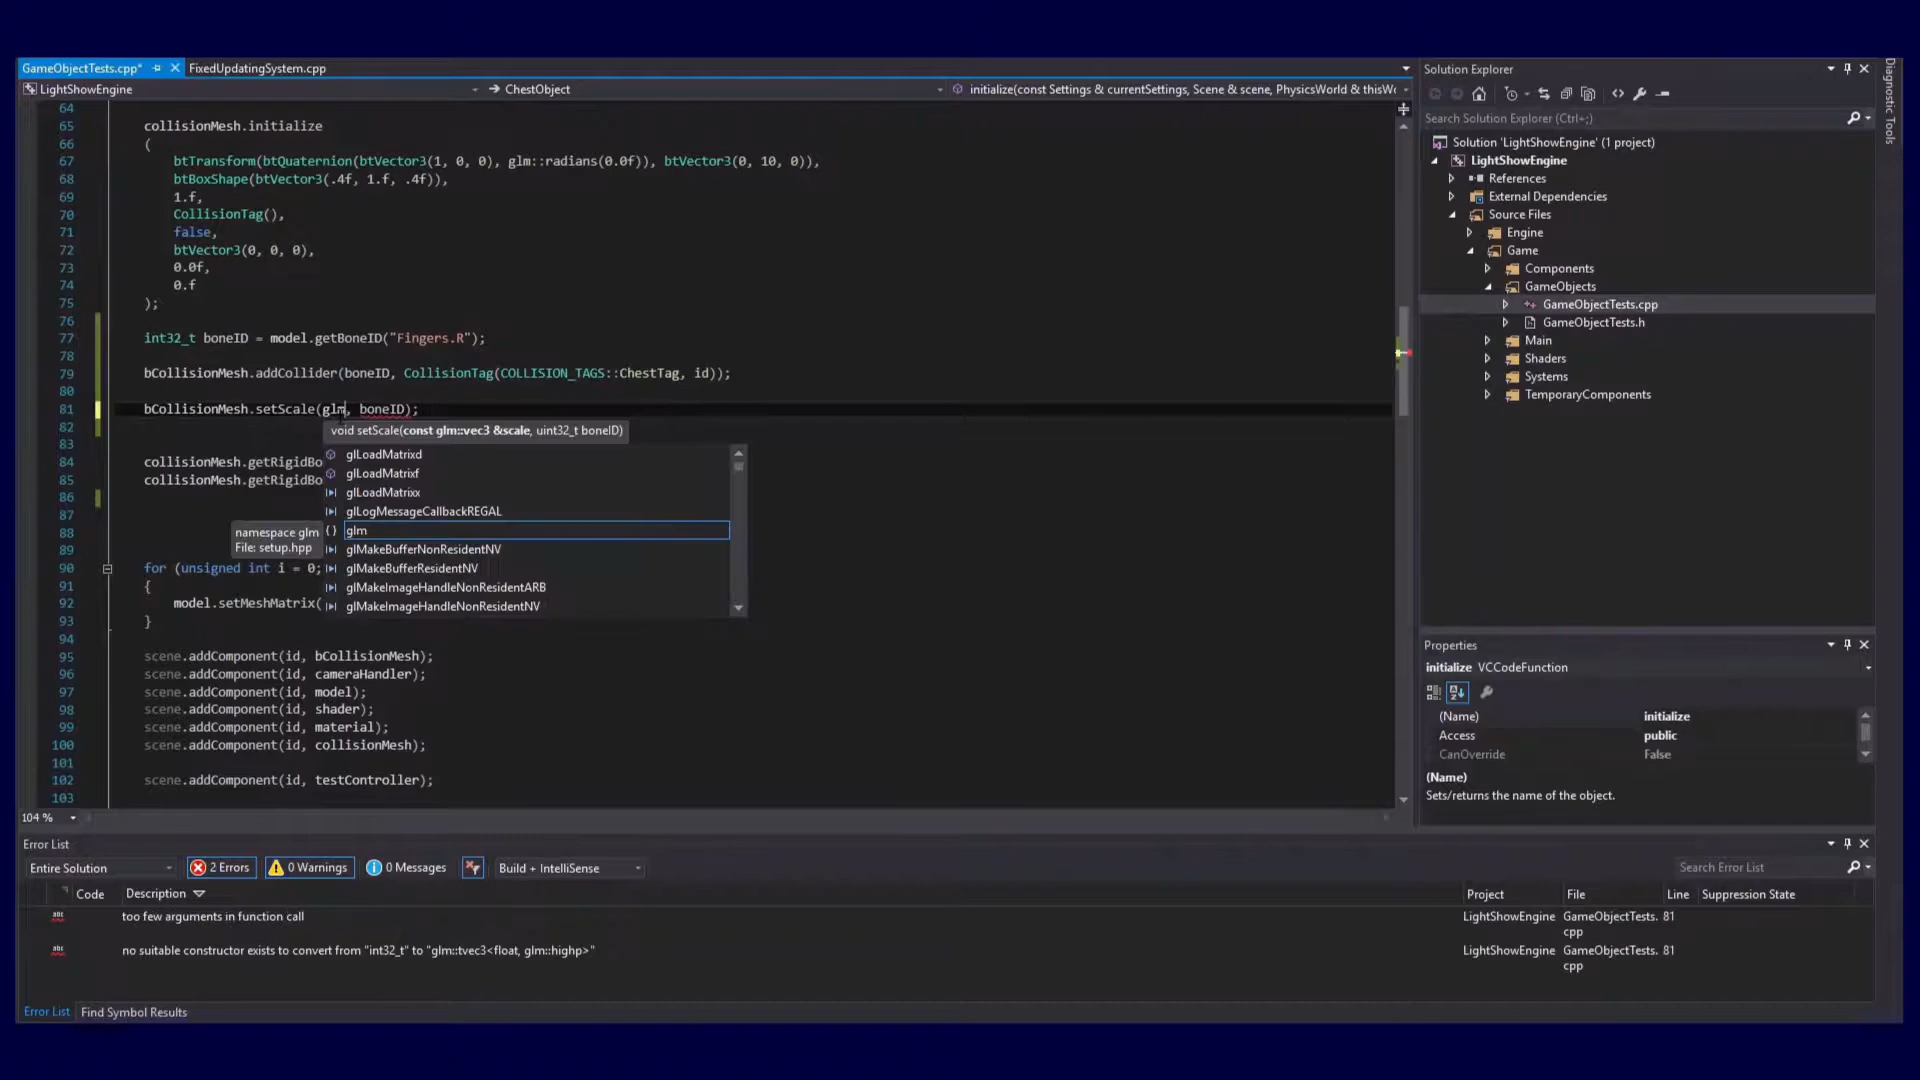 GameObjectTests.cpp*
FixedUpdatingSystem.cpp
LightShowEngine
ChestObject
initialize(const Settings & currentSettings, Scene & scene, PhysicsWorld & thisWc
64
65 collisionMesh.initialize
66 (
67 btTransform(btQuaternion(btVector3(1, 0, 0), glm::radians(0.0f)), btVector3(0, 10, 0)),
68 btBoxShape(btVector3(.4f, 1.f, .4f)),
69 1.f,
70 CollisionTag(),
71 false,
72 btVector3(0, 0, 0),
73 0.0f,
74 0.f
75 );
76
77 int32_t boneID = model.getBoneID("Fingers.R");
78
79 bCollisionMesh.addCollider(boneID, CollisionTag(COLLISION_TAGS::ChestTag, id));
80
81 bCollisionMesh.setScale(glm, boneID);
82
void setScale(const glm::vec3 &scale, uint32_t boneID)
83
84 collisionMesh.getRigidBo
85 collisionMesh.getRigidBo
86
87
88
89
90 for (unsigned int i = 0;
91 {
92 model.setMeshMatrix(
93 }
94
95 scene.addComponent(id, bCollisionMesh);
96 scene.addComponent(id, cameraHandler);
97 scene.addComponent(id, model);
98 scene.addComponent(id, shader);
99 scene.addComponent(id, material);
100 scene.addComponent(id, collisionMesh);
101
102 scene.addComponent(id, testController);
103
glLoadMatrixd
glLoadMatrixf
glLoadMatrixx
glLogMessageCallbackREGAL
{} glm
glMakeBufferNonResidentNV
glMakeBufferResidentNV
glMakeImageHandleNonResidentARB
glMakeImageHandleNonResidentNV
namespace glm
File: setup.hpp
104 %
Solution Explorer
Search Solution Explorer (Ctrl+;)
Solution 'LightShowEngine' (1 project)
LightShowEngine
References
External Dependencies
Source Files
Engine
Game
Components
GameObjects
GameObjectTests.cpp
GameObjectTests.h
Main
Shaders
Systems
TemporaryComponents
Diagnostic Tools
Properties
initialize VCCodeFunction
(Name) initialize
Access public
CanOverride False
(Name)
Sets/returns the name of the object.
Error List
Entire Solution
2 Errors
0 Warnings
0 Messages
Build + IntelliSense
Search Error List
Code Description Project File Line Suppression State
abc too few arguments in function call LightShowEngine GameObjectTests. 81
cpp
abc no suitable constructor exists to convert from "int32_t" to "glm::tvec3<float, glm::highp>" LightShowEngine GameObjectTests. 81
cpp
Error List Find Symbol Results